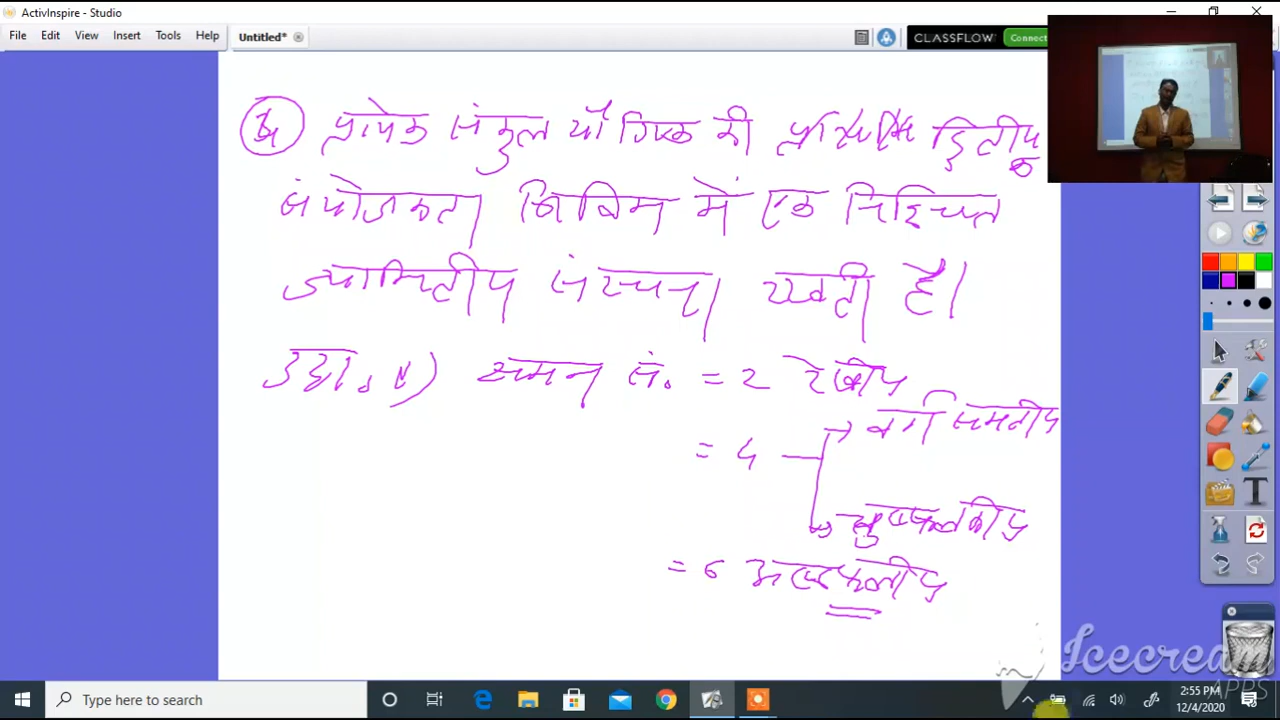 ActivInspire - Studio
File Edit View Insert Tools Help Untitled* CLASSFLOW Connect
प्रत्येक संकुल यौगिक की प्राथमिक द्वितीयक
संयोजकता त्रिविम में एक निश्चित
ज्यामितीय संरचना रखती है।
उदा. समन सं. = 2 रेखीय
= 4 → वर्ग समतलीय
→ चतुष्फलकीय
= 6 अष्टफलकीय
Icecream
APPS
Type here to search
2:55 PM
12/4/2020